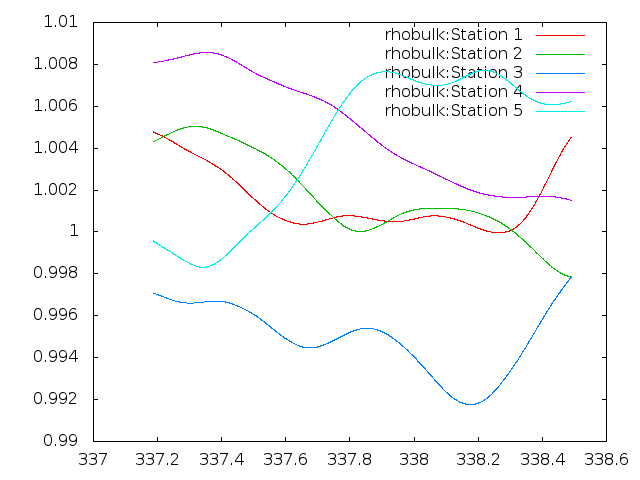 1.01
rhobulk:Station 1
1.008
rhobulk:Station 2
rhobulk:Station 3
1.006
rhobulk:Station 4
rhobulk:Station 5
1.004
1.002
1
0.998
0.996
0.994
0.992
0.99
337 337.2 337.4 337.6 337.8 338 338.2 338.4 338.6